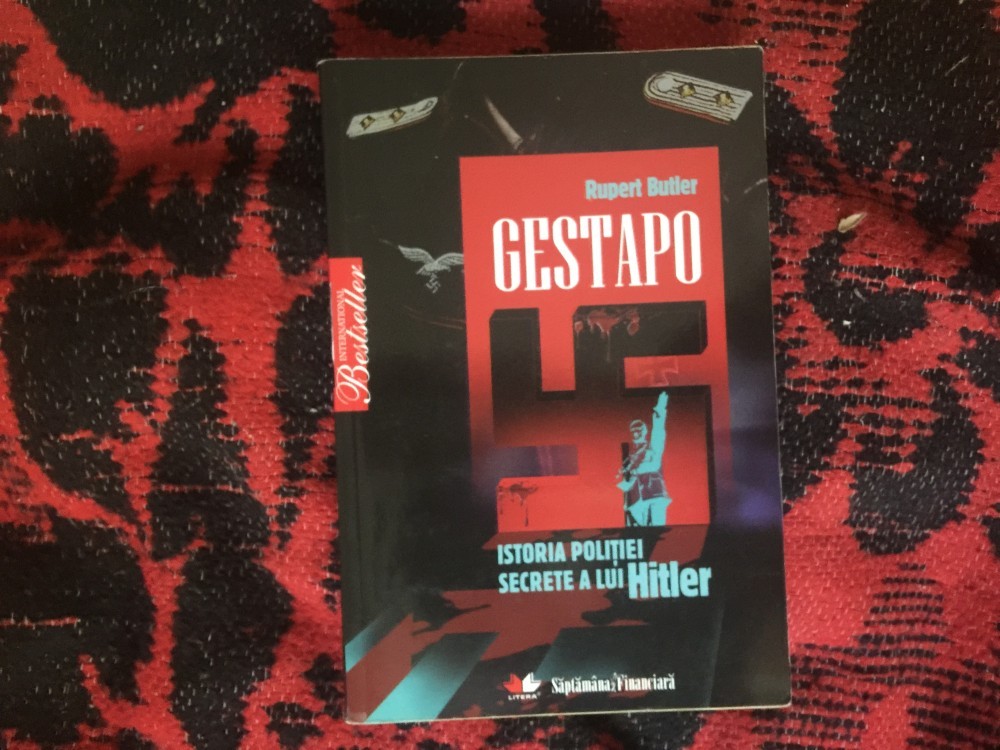 Rupert Butler
GESTAPO
INTERNATIONAL
Bestseller
ISTORIA POLIȚIEI
SECRETE A LUI Hitler
LITERA
Săptămâna Financiară